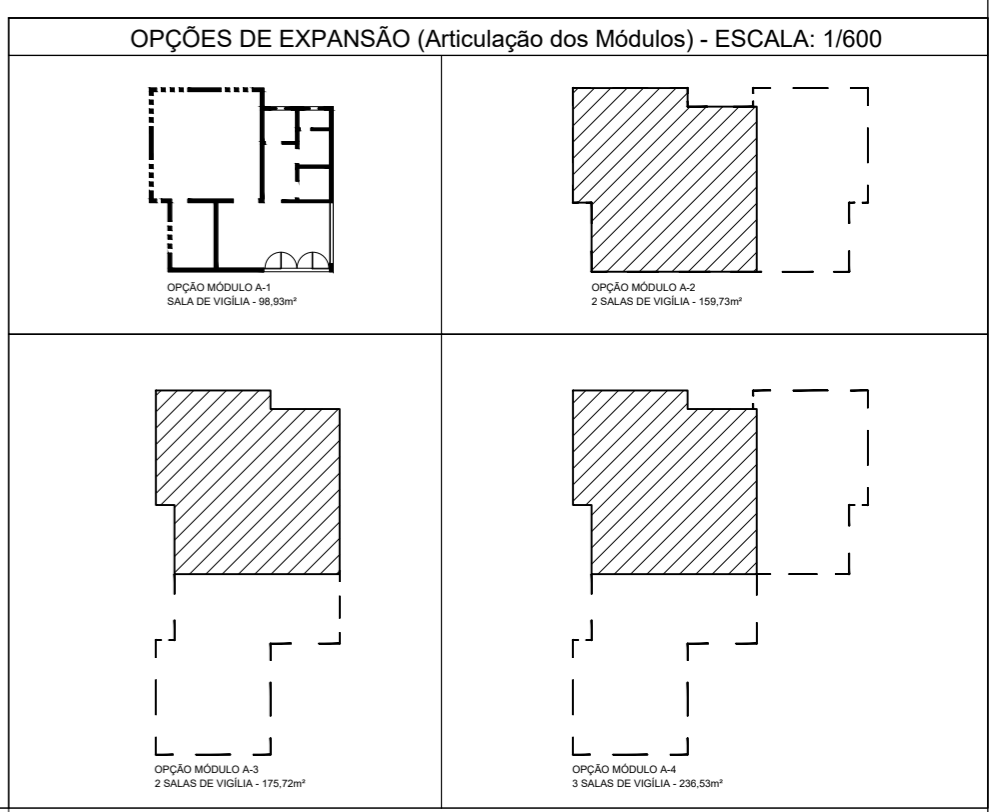 OPÇÕES DE EXPANSÃO (Articulação dos Módulos) - ESCALA: 1/600
OPÇÃO MÓDULO A-1
SALA DE VIGÍLIA - 98,93m²
OPÇÃO MÓDULO A-2
2 SALAS DE VIGÍLIA - 159,73m²
OPÇÃO MÓDULO A-3
2 SALAS DE VIGÍLIA - 175,72m²
OPÇÃO MÓDULO A-4
3 SALAS DE VIGÍLIA - 236,53m²